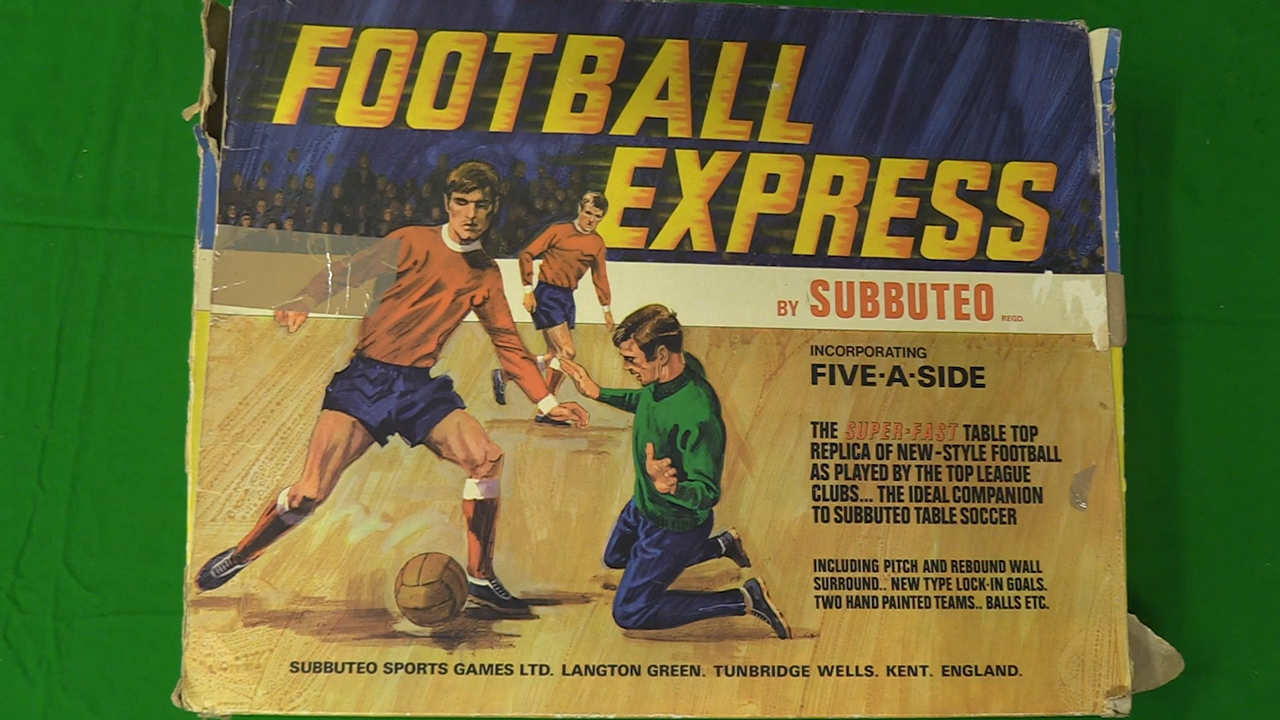 FOOTBALL
EXPRESS
BY SUBBUTEO REGD.
INCORPORATING
FIVE·A·SIDE
THE SUPER-FAST TABLE TOP
REPLICA OF NEW-STYLE FOOTBALL
AS PLAYED BY THE TOP LEAGUE
CLUBS... THE IDEAL COMPANION
TO SUBBUTEO TABLE SOCCER
INCLUDING PITCH AND REBOUND WALL
SURROUND.. NEW TYPE LOCK-IN GOALS.
TWO HAND PAINTED TEAMS.. BALLS ETC.
SUBBUTEO SPORTS GAMES LTD. LANGTON GREEN. TUNBRIDGE WELLS. KENT. ENGLAND.